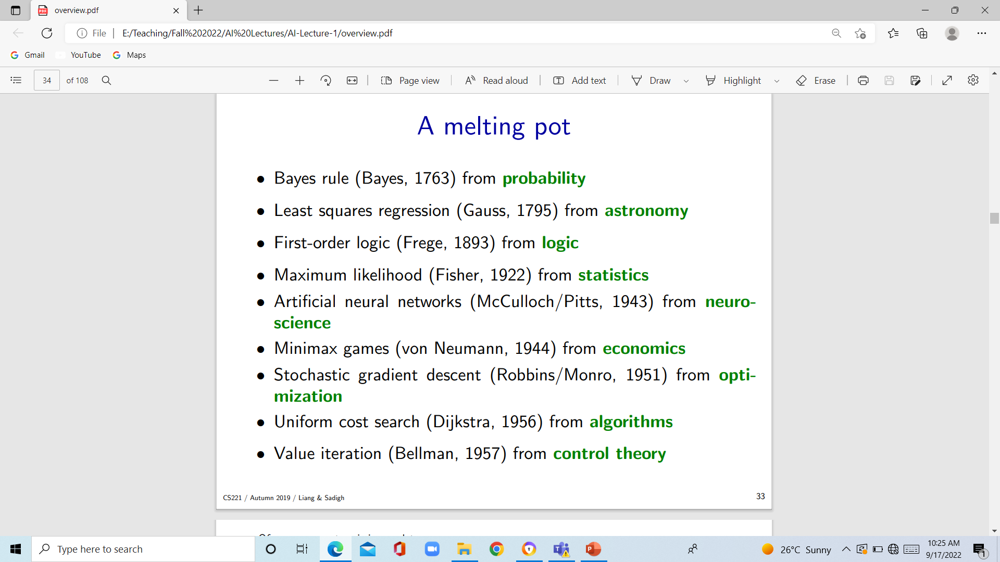 overview.pdf
File
E:/Teaching/Fall%202022/AI%20Lectures/AI-Lecture-1/overview.pdf
Gmail YouTube Maps
34 of 108 Page view Read aloud Add text Draw Highlight Erase
A melting pot
• Bayes rule (Bayes, 1763) from probability
• Least squares regression (Gauss, 1795) from astronomy
• First-order logic (Frege, 1893) from logic
• Maximum likelihood (Fisher, 1922) from statistics
• Artificial neural networks (McCulloch/Pitts, 1943) from neuro-
science
• Minimax games (von Neumann, 1944) from economics
• Stochastic gradient descent (Robbins/Monro, 1951) from opti-
mization
• Uniform cost search (Dijkstra, 1956) from algorithms
• Value iteration (Bellman, 1957) from control theory
CS221 / Autumn 2019 / Liang & Sadigh 33
Type here to search
26°C Sunny
10:25 AM
9/17/2022
1